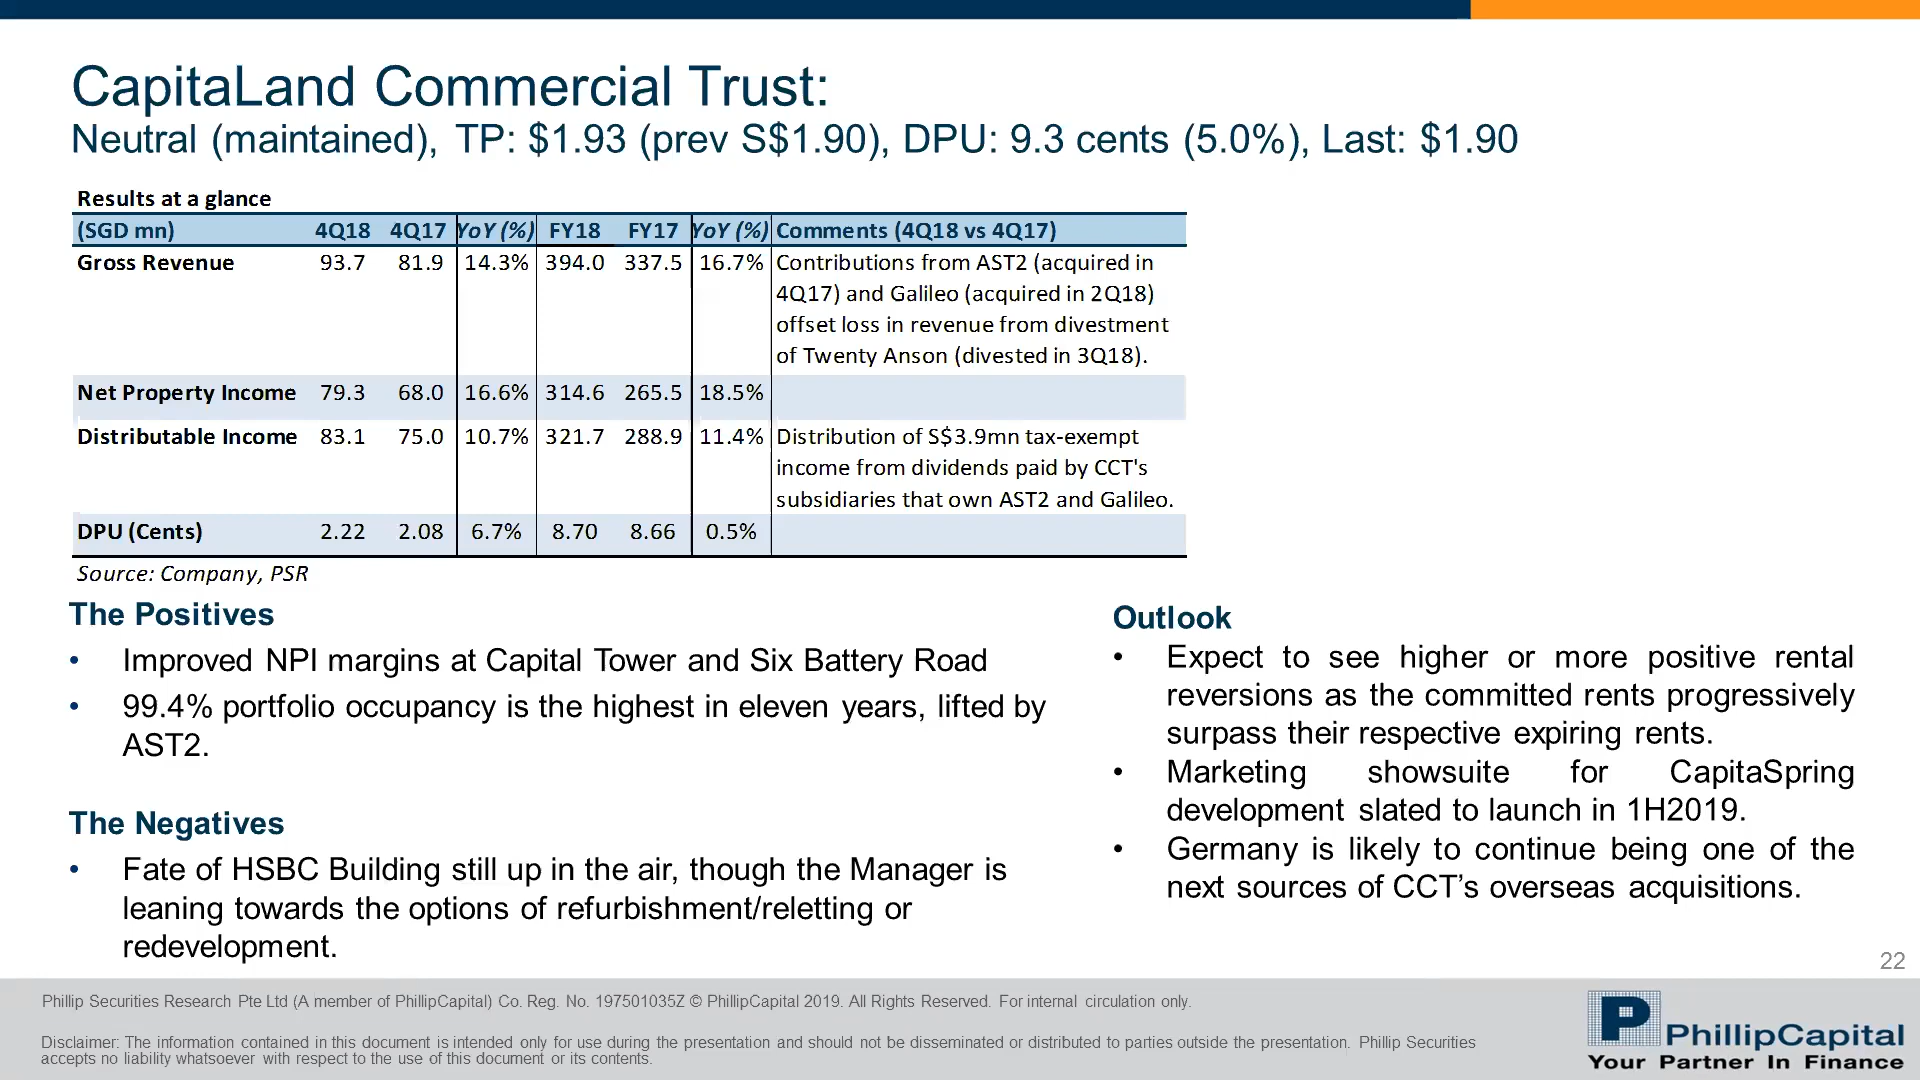 CapitaLand Commercial Trust:
Neutral (maintained), TP: $1.93 (prev S$1.90), DPU: 9.3 cents (5.0%), Last: $1.90
Results at a glance
(SGD mn) 4Q18 4Q17 YoY (%) FY18 FY17 YoY (%) Comments (4Q18 vs 4Q17)
Gross Revenue 93.7 81.9 14.3% 394.0 337.5 16.7% Contributions from AST2 (acquired in
4Q17) and Galileo (acquired in 2Q18)
offset loss in revenue from divestment
of Twenty Anson (divested in 3Q18).
Net Property Income 79.3 68.0 16.6% 314.6 265.5 18.5%
Distributable Income 83.1 75.0 10.7% 321.7 288.9 11.4% Distribution of S$3.9mn tax-exempt
income from dividends paid by CCT's
subsidiaries that own AST2 and Galileo.
DPU (Cents) 2.22 2.08 6.7% 8.70 8.66 0.5%
Source: Company, PSR
The Positives
• Improved NPI margins at Capital Tower and Six Battery Road
• 99.4% portfolio occupancy is the highest in eleven years, lifted by
AST2.
The Negatives
• Fate of HSBC Building still up in the air, though the Manager is
leaning towards the options of refurbishment/reletting or
redevelopment.
Outlook
• Expect to see higher or more positive rental
reversions as the committed rents progressively
surpass their respective expiring rents.
• Marketing showsuite for CapitaSpring
development slated to launch in 1H2019.
• Germany is likely to continue being one of the
next sources of CCT’s overseas acquisitions.
22
Phillip Securities Research Pte Ltd (A member of PhillipCapital) Co. Reg. No. 197501035Z © PhillipCapital 2019. All Rights Reserved. For internal circulation only.
Disclaimer: The information contained in this document is intended only for use during the presentation and should not be disseminated or distributed to parties outside the presentation. Phillip Securities
accepts no liability whatsoever with respect to the use of this document or its contents.
P PhillipCapital
Your Partner In Finance